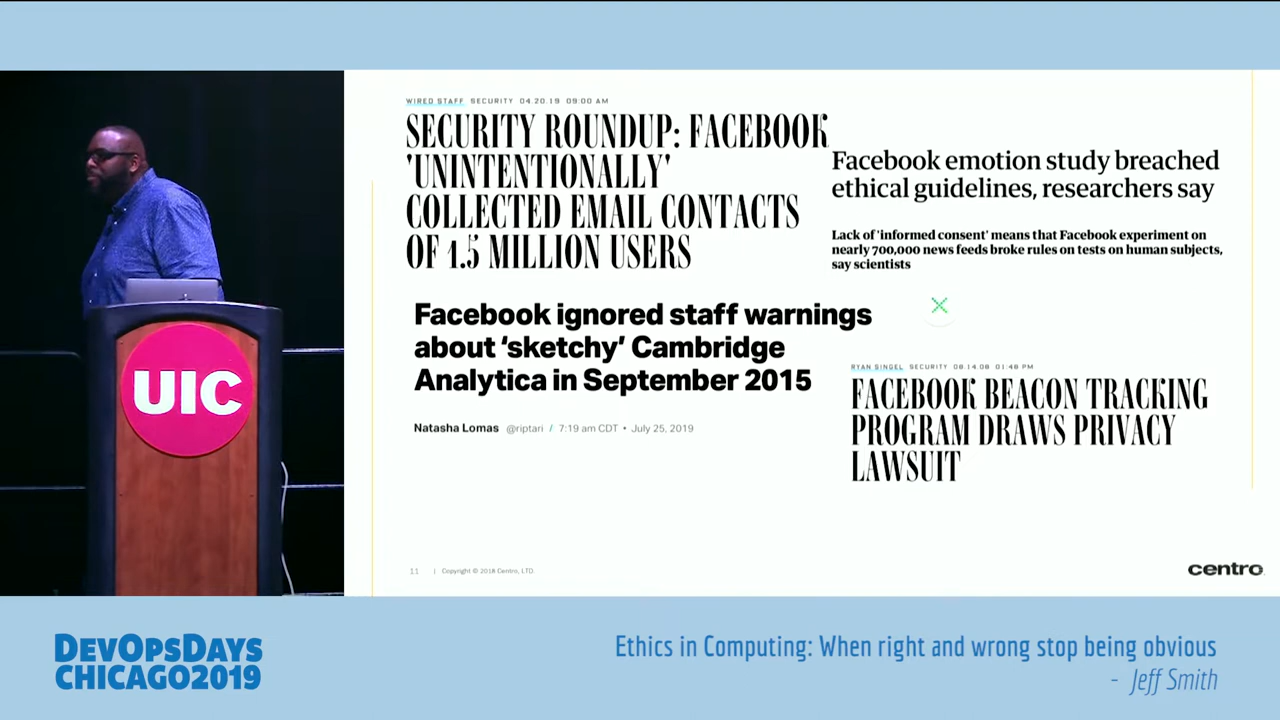 WIRED STAFF SECURITY 04.20.19 09:00 AM
SECURITY ROUNDUP: FACEBOOK
'UNINTENTIONALLY'
COLLECTED EMAIL CONTACTS
OF 1.5 MILLION USERS
Facebook emotion study breached
ethical guidelines, researchers say
Lack of 'informed consent' means that Facebook experiment on
nearly 700,000 news feeds broke rules on tests on human subjects,
say scientists
Facebook ignored staff warnings
about ‘sketchy’ Cambridge
Analytica in September 2015
Natasha Lomas @riptari / 7:19 am CDT • July 25, 2019
RYAN SINGEL SECURITY 08.14.08 01:48 PM
FACEBOOK BEACON TRACKING
PROGRAM DRAWS PRIVACY
LAWSUIT
UIC
11 | Copyright © 2018 Centro, LTD.
centro
DEVOPSDAYS
CHICAGO2019
Ethics in Computing: When right and wrong stop being obvious
- Jeff Smith